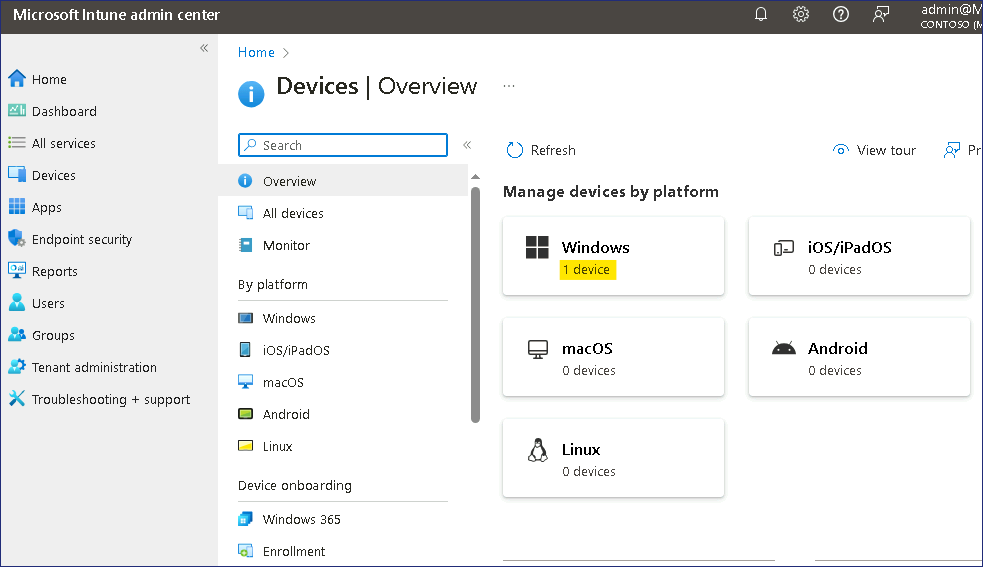 Microsoft Intune admin center
admin@M
CONTOSO (M
«
Home
Dashboard
All services
Devices
Apps
Endpoint security
Reports
Users
Groups
Tenant administration
Troubleshooting + support
Home >
Devices | Overview ...
Search
«
Overview
All devices
Monitor
By platform
Windows
iOS/iPadOS
macOS
Android
Linux
Device onboarding
Windows 365
Enrollment
Refresh
View tour
Pr
Manage devices by platform
Windows
1 device
iOS/iPadOS
0 devices
macOS
0 devices
Android
0 devices
Linux
0 devices